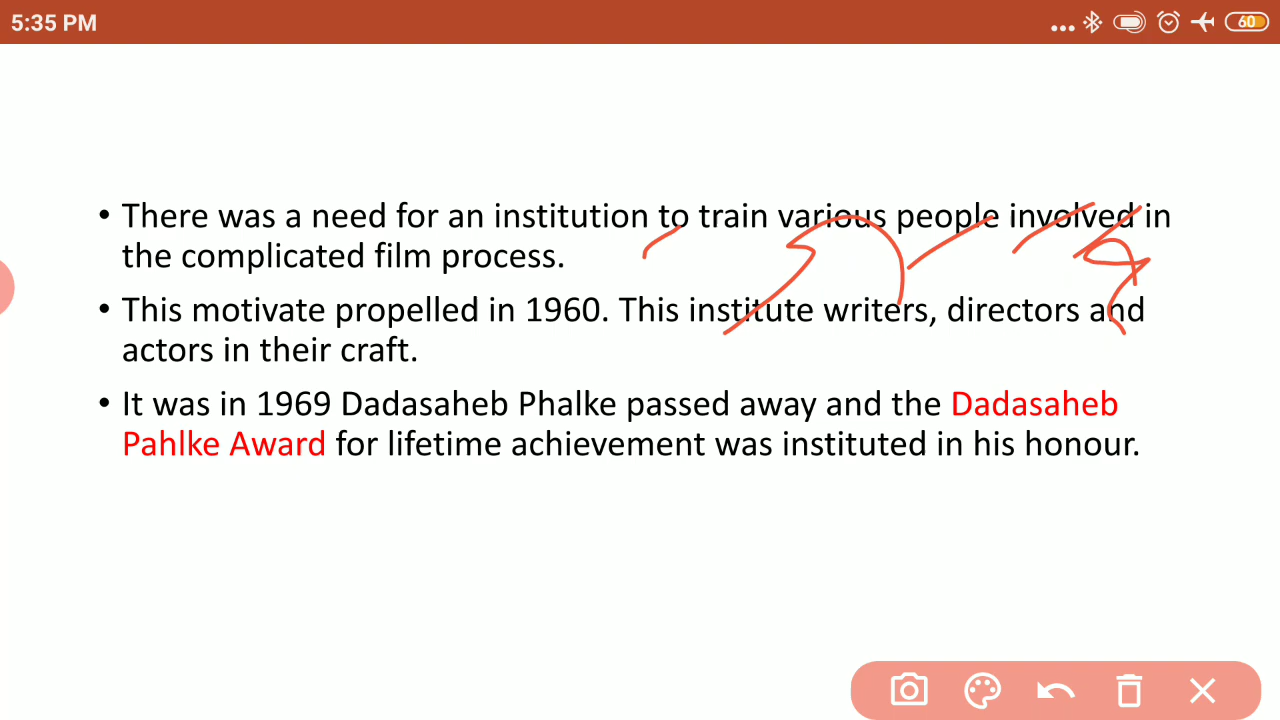 5:35 PM
60
• There was a need for an institution to train various people involved in
the complicated film process.
• This motivate propelled in 1960. This institute writers, directors and
actors in their craft.
• It was in 1969 Dadasaheb Phalke passed away and the Dadasaheb
Pahlke Award for lifetime achievement was instituted in his honour.